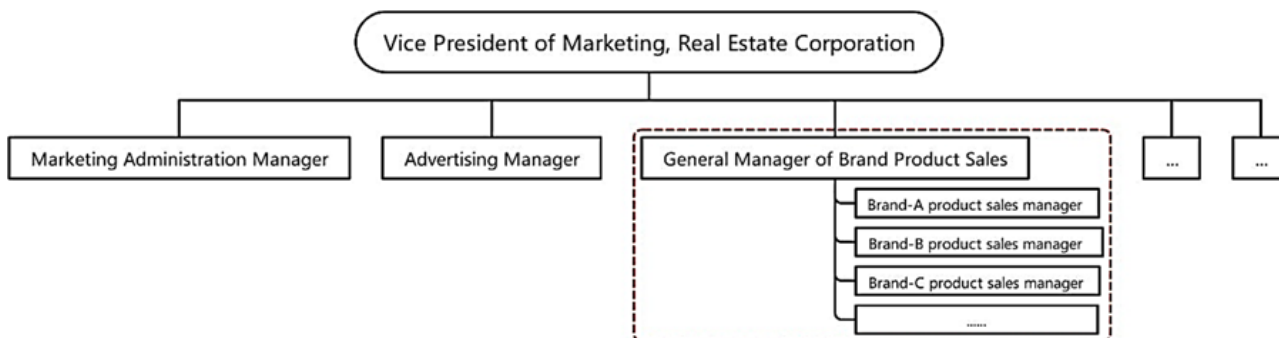 Vice President of Marketing, Real Estate Corporation
Marketing Administration Manager
Advertising Manager
General Manager of Brand Product Sales
...
...
Brand-A product sales manager
Brand-B product sales manager
Brand-C product sales manager
......